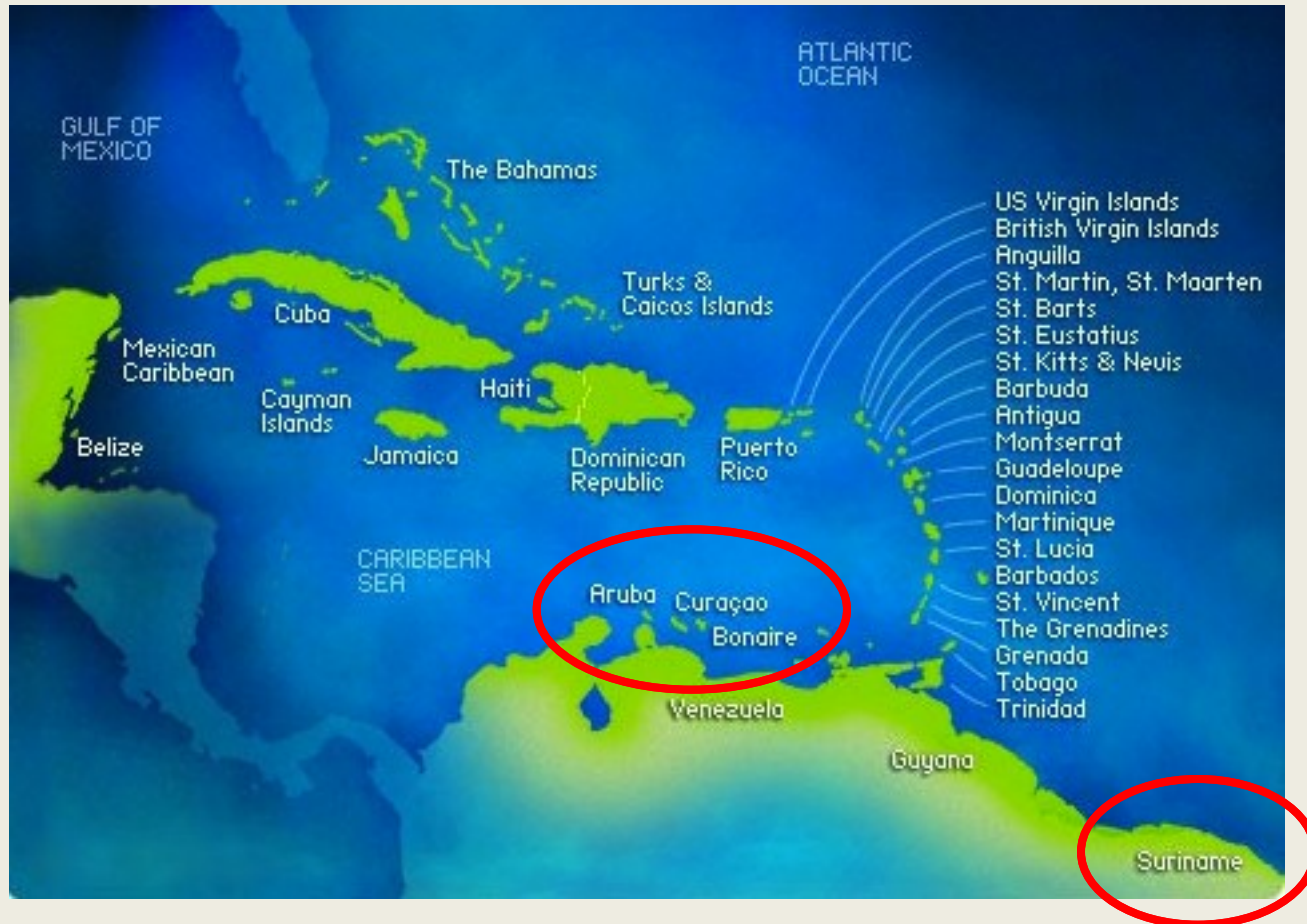 ATLANTIC
OCEAN
GULF OF
MEXICO
The Bahamas
US Virgin Islands
British Virgin Islands
Anguilla
St. Martin, St. Maarten
St. Barts
St. Eustatius
St. Kitts & Nevis
Barbuda
Antigua
Montserrat
Guadeloupe
Dominica
Martinique
St. Lucia
Barbados
St. Vincent
The Grenadines
Grenada
Tobago
Trinidad
Turks &
Caicos Islands
Cuba
Mexican
Caribbean
Haiti
Cayman
Islands
Belize
Jamaica
Dominican
Republic
Puerto
Rico
CARIBBEAN
SEA
Aruba
Curaçao
Bonaire
Venezuela
Guyana
Suriname